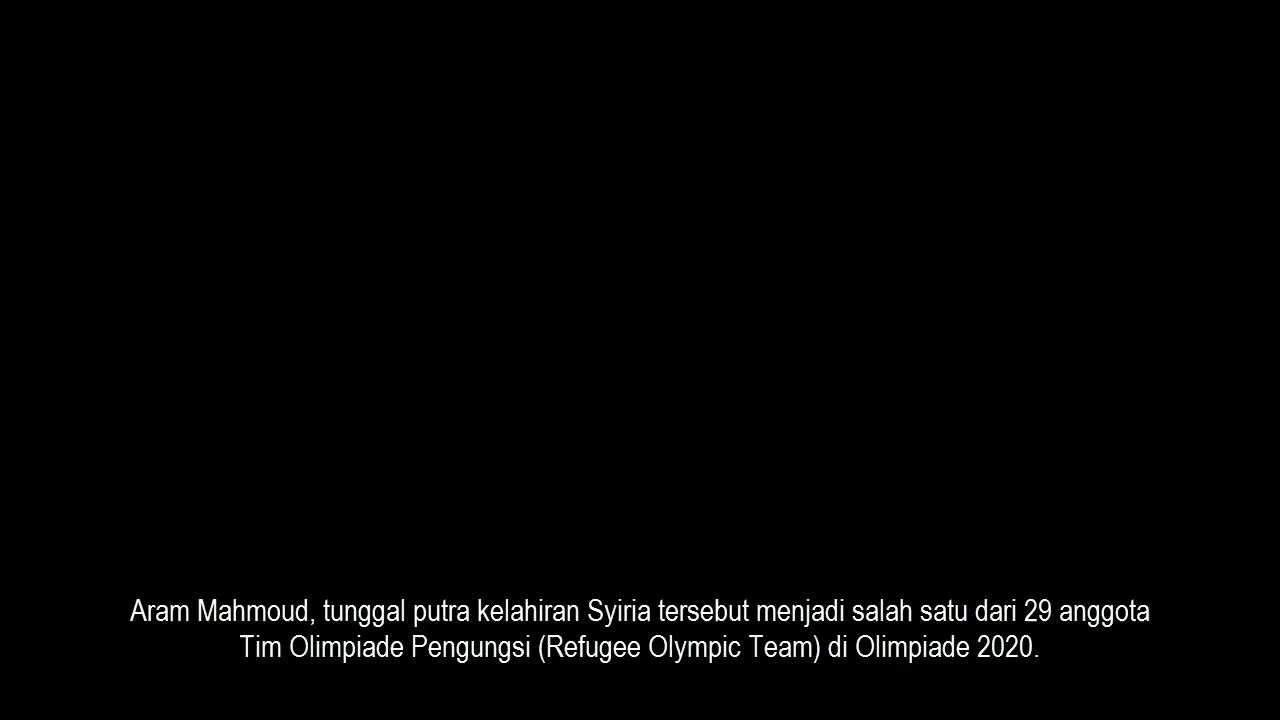 Aram Mahmoud, tunggal putra kelahiran Syiria tersebut menjadi salah satu dari 29 anggota
Tim Olimpiade Pengungsi (Refugee Olympic Team) di Olimpiade 2020.